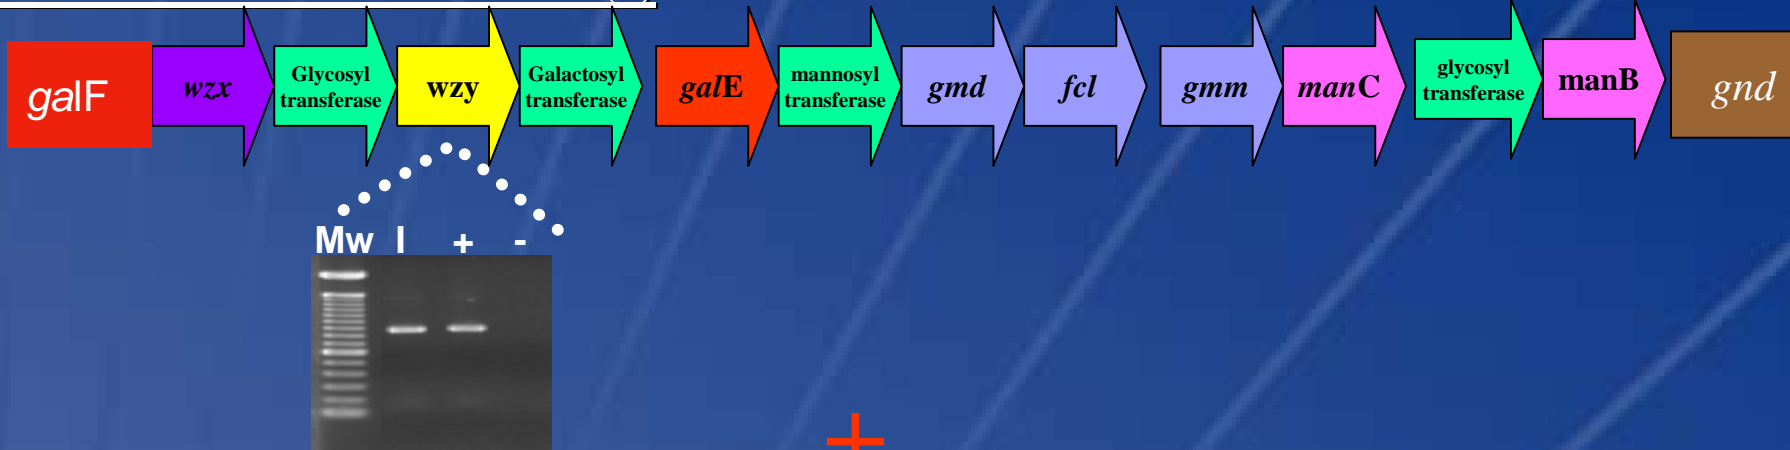 galF
wzx
Glycosyl
transferase
wzy
Galactosyl
transferase
galE
mannosyl
transferase
gmd
fcl
gmm
manC
glycosyl
transferase
manB
gnd
Mw I + -
+